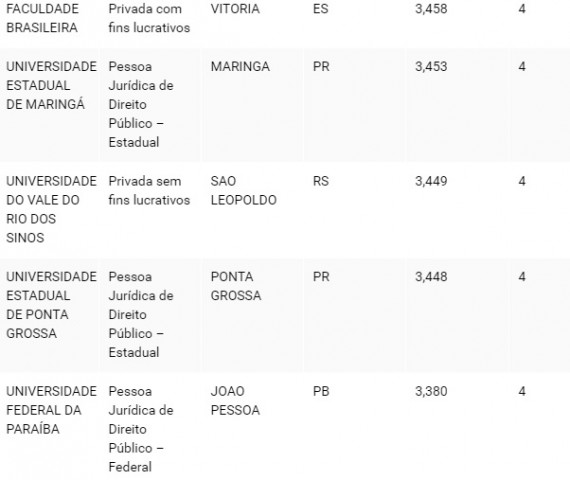 FACULDADE Privada com VITORIA ES 3,458 4
BRASILEIRA fins lucrativos
UNIVERSIDADE Pessoa MARINGA PR 3,453 4
ESTADUAL Jurídica de
DE MARINGÁ Direito
Público –
Estadual
UNIVERSIDADE Privada sem SAO RS 3,449 4
DO VALE DO fins lucrativos LEOPOLDO
RIO DOS
SINOS
UNIVERSIDADE Pessoa PONTA PR 3,448 4
ESTADUAL Jurídica de GROSSA
DE PONTA Direito
GROSSA Público –
Estadual
UNIVERSIDADE Pessoa JOAO PB 3,380 4
FEDERAL DA Jurídica de PESSOA
PARAÍBA Direito
Público –
Federal